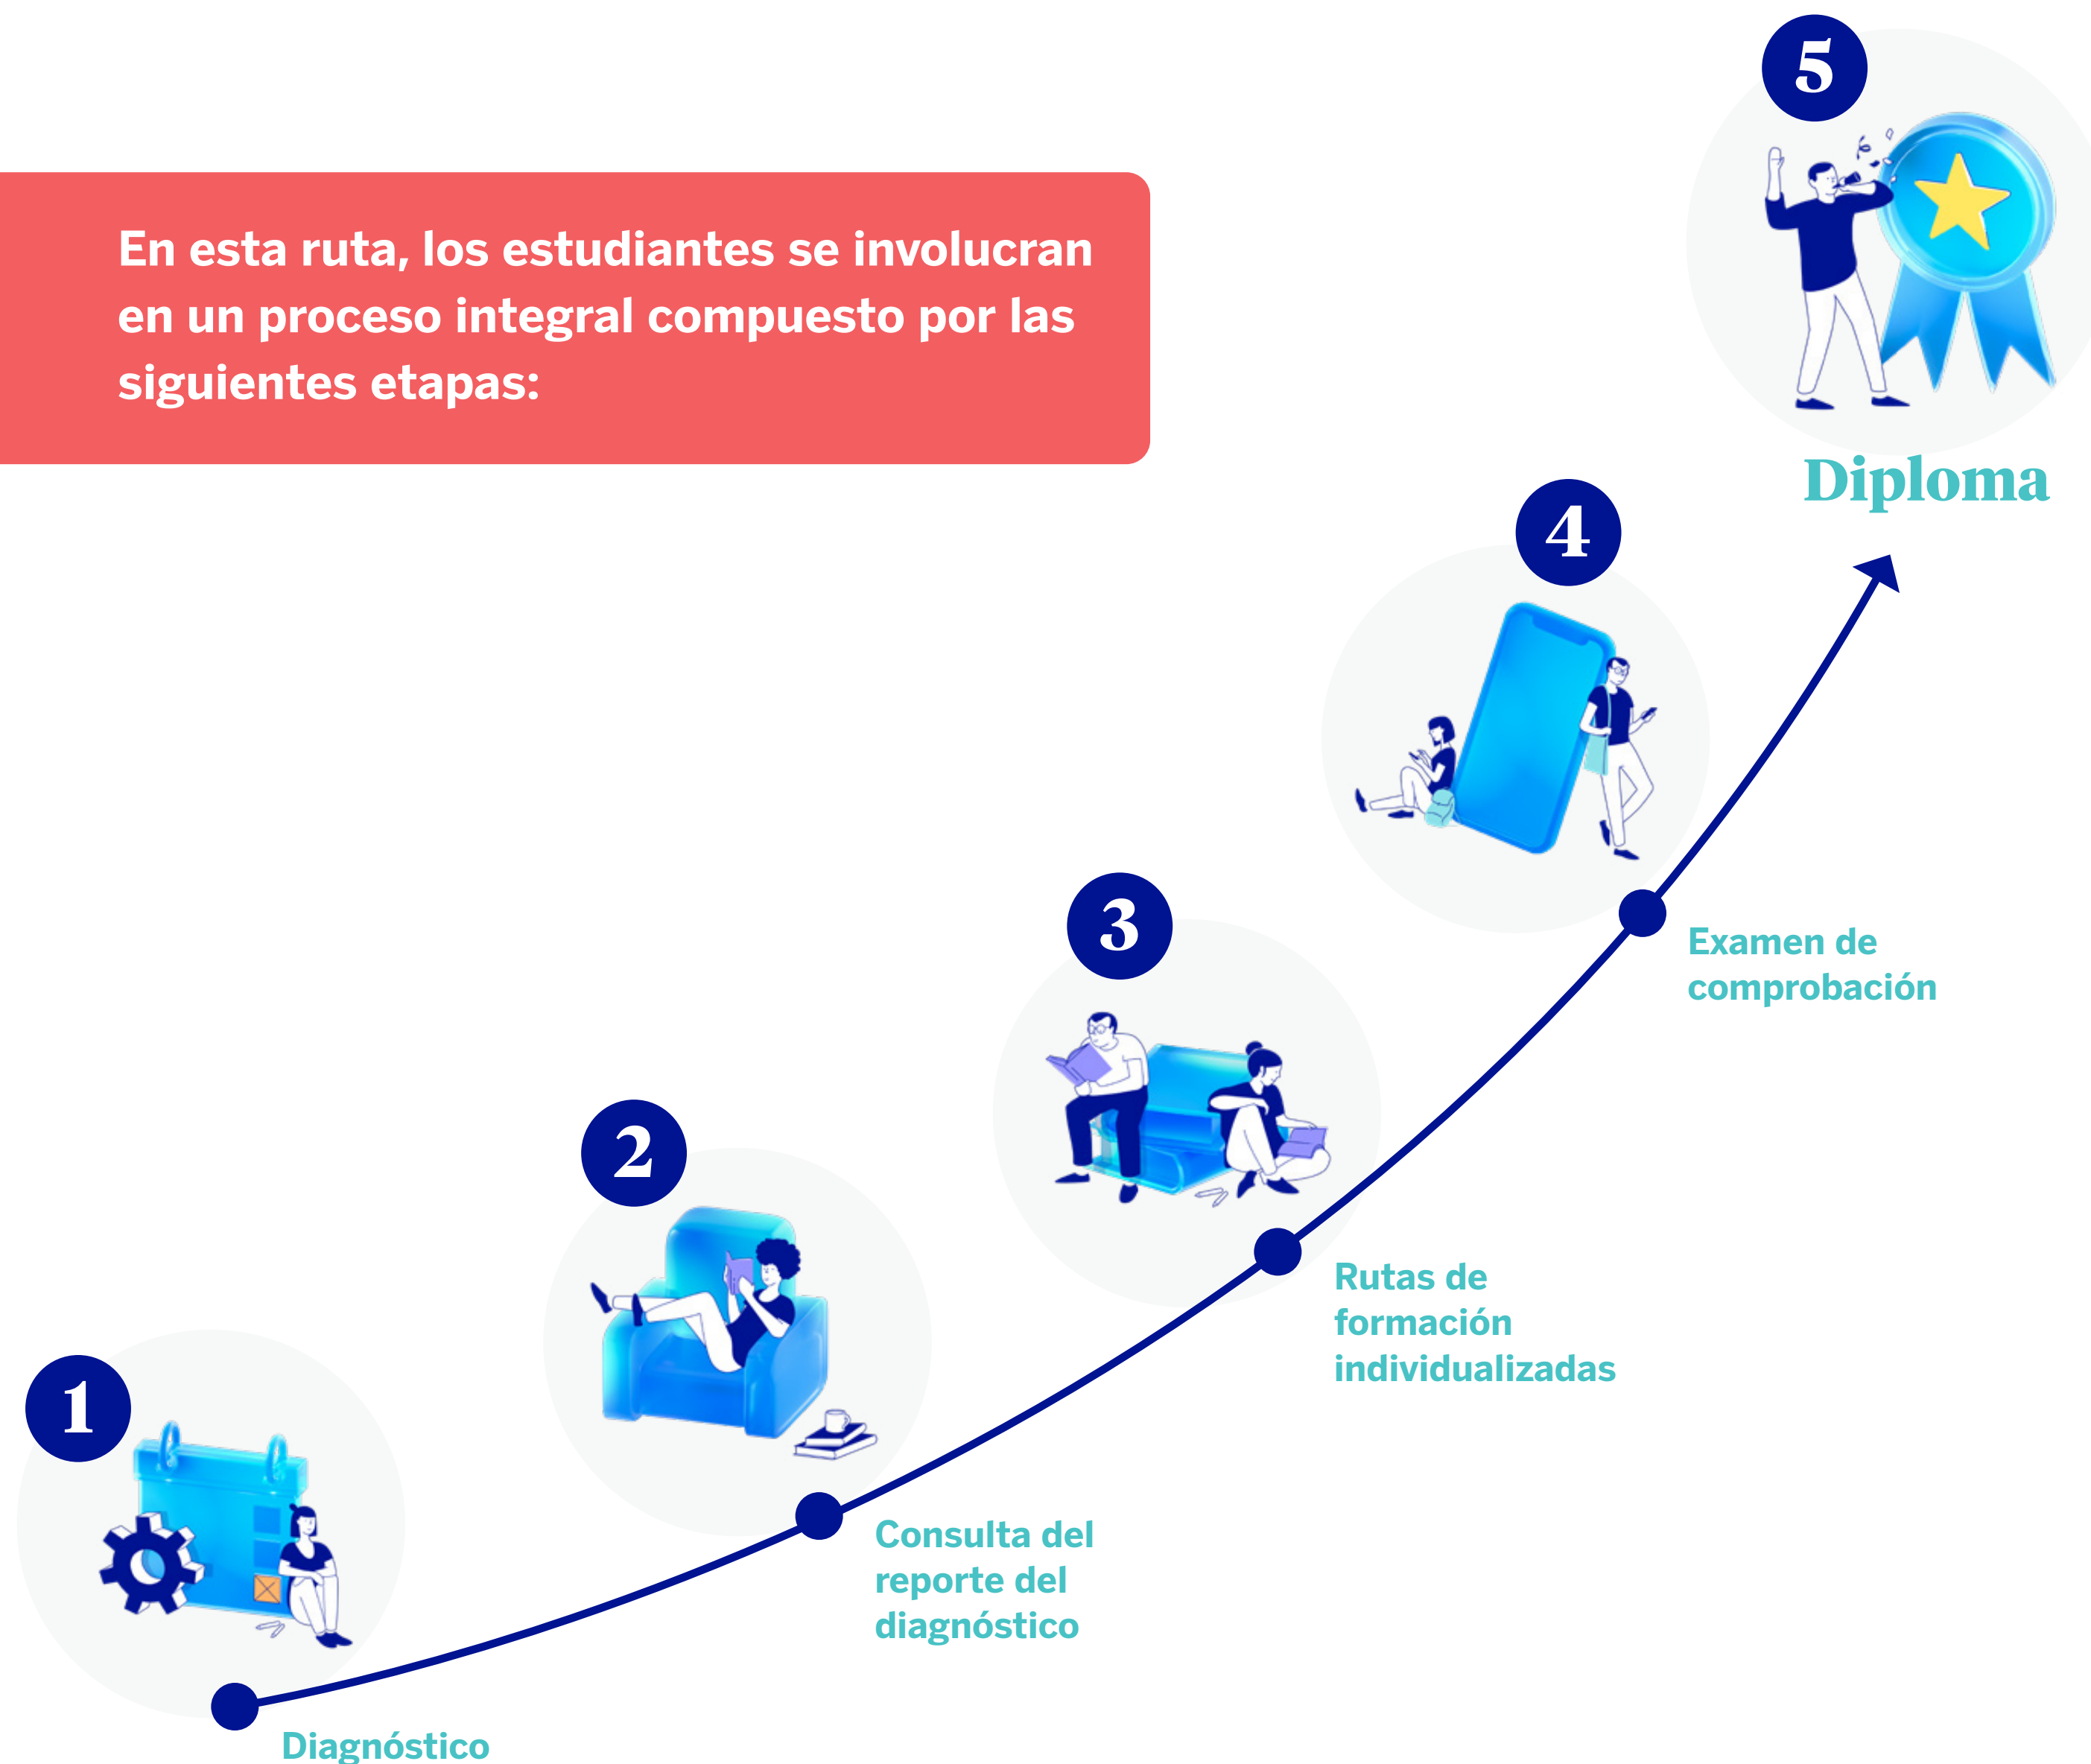 En esta ruta, los estudiantes se involucran
en un proceso integral compuesto por las
siguientes etapas:
1
Diagnóstico
2
Consulta del
reporte del
diagnóstico
3
Rutas de
formación
individualizadas
4
Examen de
comprobación
5
Diploma